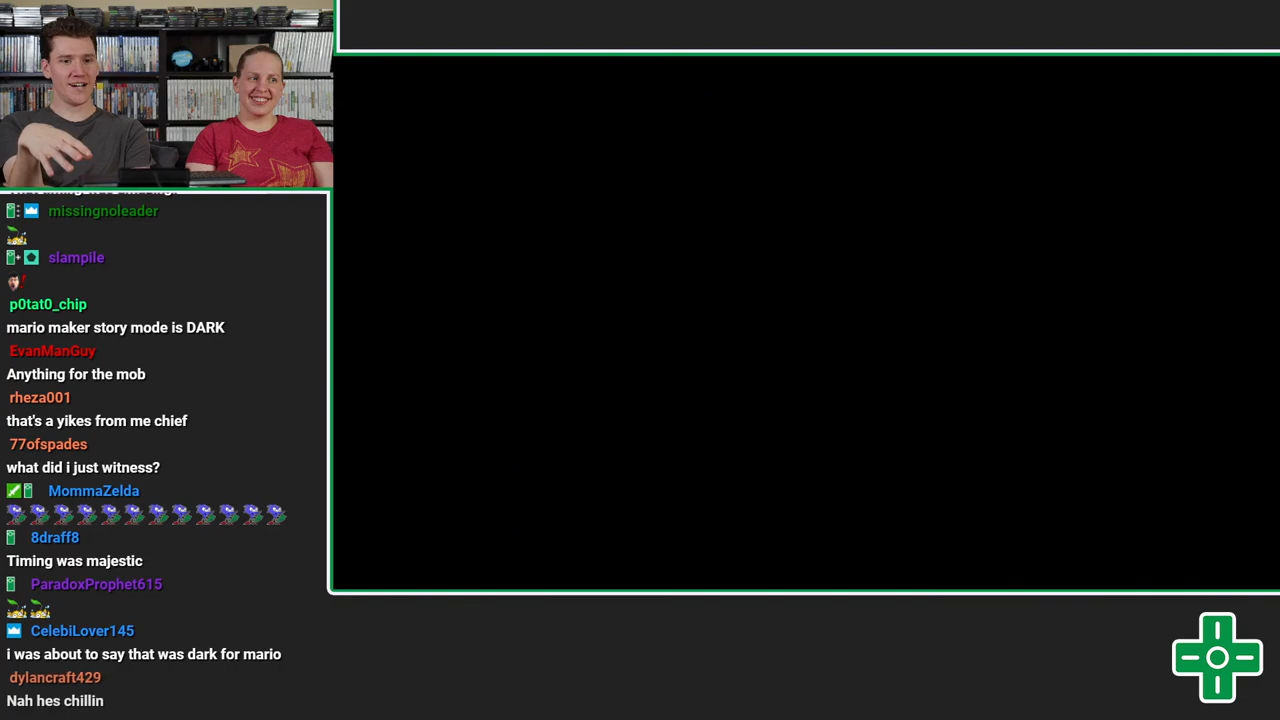 missingnoleader
slampile
p0tat0_chip
mario maker story mode is DARK
EvanManGuy
Anything for the mob
rheza001
that's a yikes from me chief
77ofspades
what did i just witness?
MommaZelda
8draff8
Timing was majestic
ParadoxProphet615
CelebiLover145
i was about to say that was dark for mario
dylancraft429
Nah hes chillin